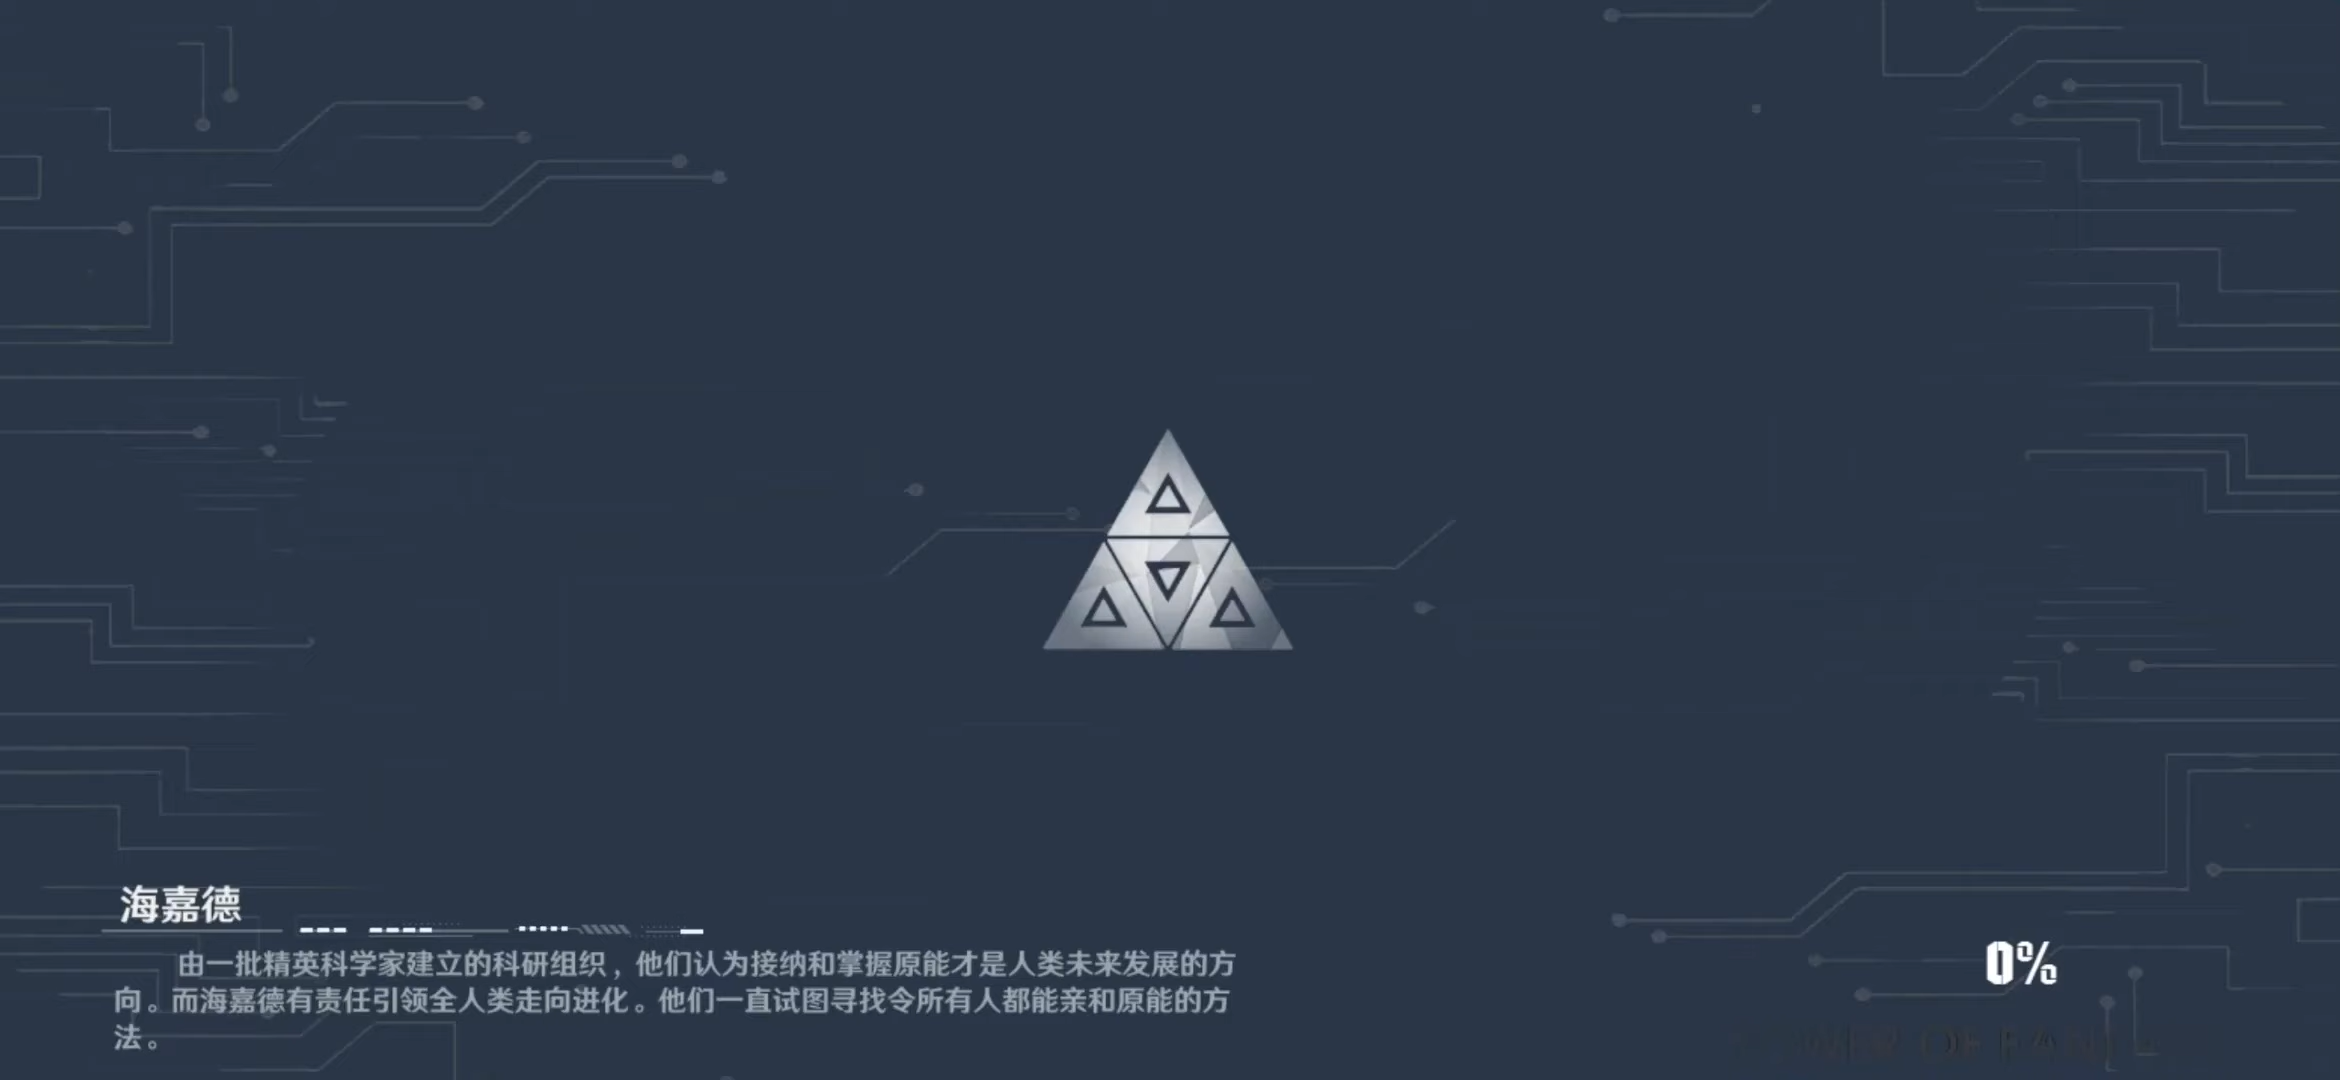 海嘉德
由一批精英科学家建立的科研组织，他们认为接纳和掌握原能才是人类未来发展的方
向。而海嘉德有责任引领全人类走向进化。他们一直试图寻找令所有人都能亲和原能的方
法。
0%